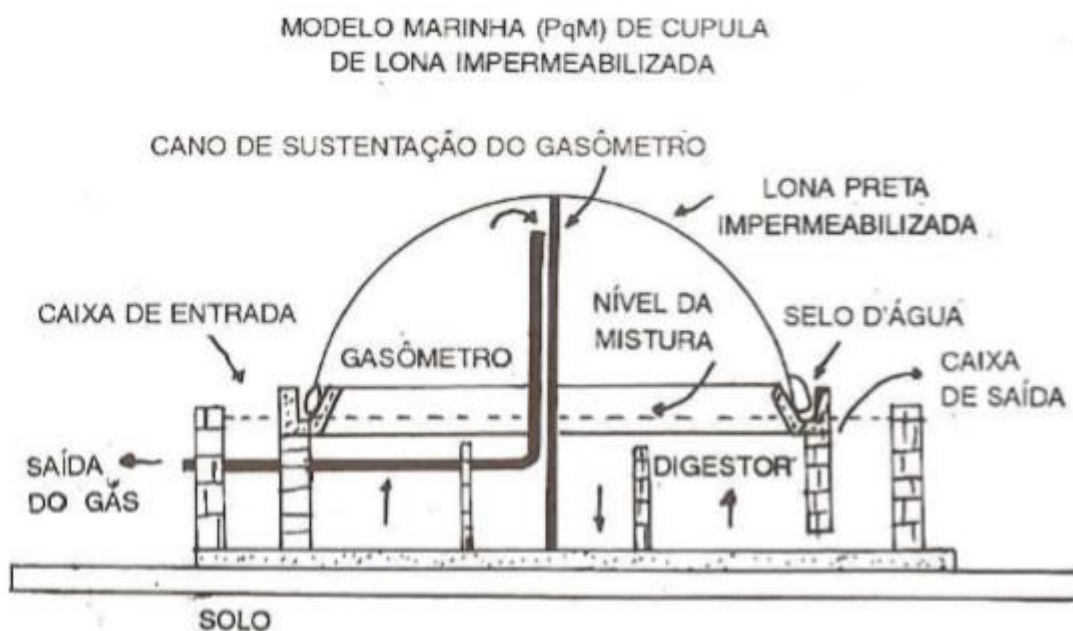 MODELO MARINHA (PqM) DE CUPULA
DE LONA IMPERMEABILIZADA
CANO DE SUSTENTAÇÃO DO GASÔMETRO
LONA PRETA
IMPERMEABILIZADA
CAIXA DE ENTRADA
NÍVEL DA
MISTURA
SELO D'ÁGUA
GASÔMETRO
CAIXA
DE SAÍDA
SAÍDA
DO GÁS
DIGESTOR
SOLO